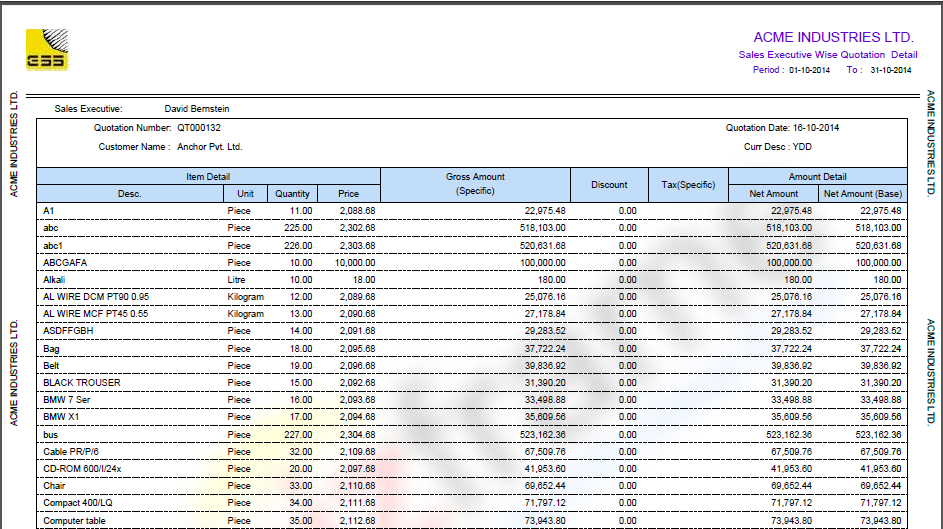 ESS
ACME INDUSTRIES LTD.
Sales Executive Wise Quotation Detail
Period : 01-10-2014 To : 31-10-2014
ACME INDUSTRIES LTD.
ACME INDUSTRIES LTD.
Sales Executive: David Bernstein
Quotation Number: QT000132 Quotation Date: 16-10-2014
Customer Name : Anchor Pvt. Ltd. Curr Desc : YDD
Item Detail Gross Amount (Specific) Discount Tax(Specific) Amount Detail
Desc. Unit Quantity Price Net Amount Net Amount (Base)
A1 Piece 11.00 2,088.68 22,975.48 0.00 22,975.48 22,975.48
abc Piece 225.00 2,302.68 518,103.00 0.00 518,103.00 518,103.00
abc1 Piece 226.00 2,303.68 520,631.68 0.00 520,631.68 520,631.68
ABCGAFA Piece 10.00 10,000.00 100,000.00 0.00 100,000.00 100,000.00
Alkali Litre 10.00 18.00 180.00 0.00 180.00 180.00
AL WIRE DCM PT90 0.95 Kilogram 12.00 2,089.68 25,076.16 0.00 25,076.16 25,076.16
AL WIRE MCF PT45 0.55 Kilogram 13.00 2,090.68 27,178.84 0.00 27,178.84 27,178.84
ASDFFGBH Piece 14.00 2,091.68 29,283.52 0.00 29,283.52 29,283.52
Bag Piece 18.00 2,095.68 37,722.24 0.00 37,722.24 37,722.24
Belt Piece 19.00 2,096.68 39,836.92 0.00 39,836.92 39,836.92
BLACK TROUSER Piece 15.00 2,092.68 31,390.20 0.00 31,390.20 31,390.20
BMW 7 Ser Piece 16.00 2,093.68 33,498.88 0.00 33,498.88 33,498.88
BMW X1 Piece 17.00 2,094.68 35,609.56 0.00 35,609.56 35,609.56
bus Piece 227.00 2,304.68 523,162.36 0.00 523,162.36 523,162.36
Cable PR/P/6 Piece 32.00 2,109.68 67,509.76 0.00 67,509.76 67,509.76
CD-ROM 600/I/24x Piece 20.00 2,097.68 41,953.60 0.00 41,953.60 41,953.60
Chair Piece 33.00 2,110.68 69,652.44 0.00 69,652.44 69,652.44
Compact 400/LQ Piece 34.00 2,111.68 71,797.12 0.00 71,797.12 71,797.12
Computer table Piece 35.00 2,112.68 73,943.80 0.00 73,943.80 73,943.80
ACME INDUSTRIES LTD.
ACME INDUSTRIES LTD.